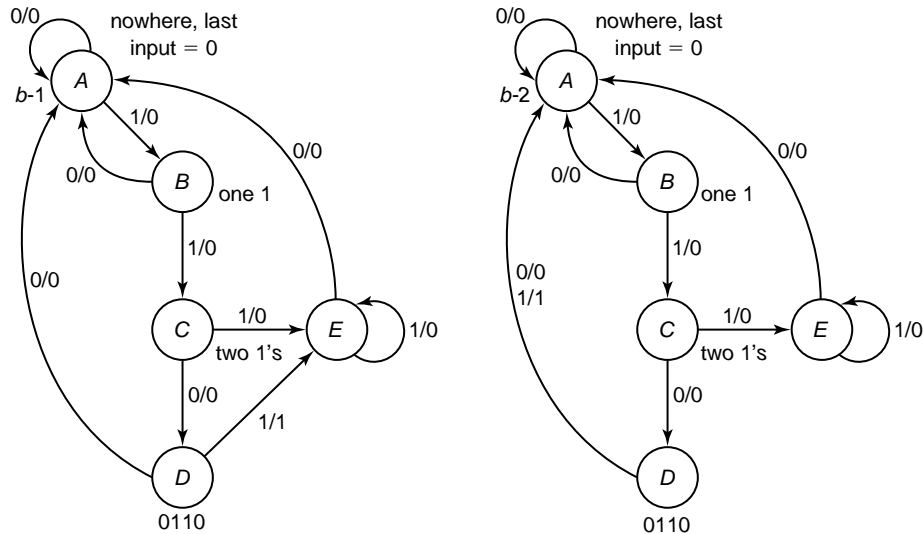 0/0
nowhere, last
input = 0
A
b-1
1/0
0/0
0/0
B
one 1
1/0
0/0
C
1/0
E
1/0
two 1's
0/0
1/1
D
0110
0/0
nowhere, last
input = 0
A
b-2
1/0
0/0
0/0
B
one 1
1/0
0/0
1/1
C
1/0
E
1/0
two 1's
0/0
D
0110